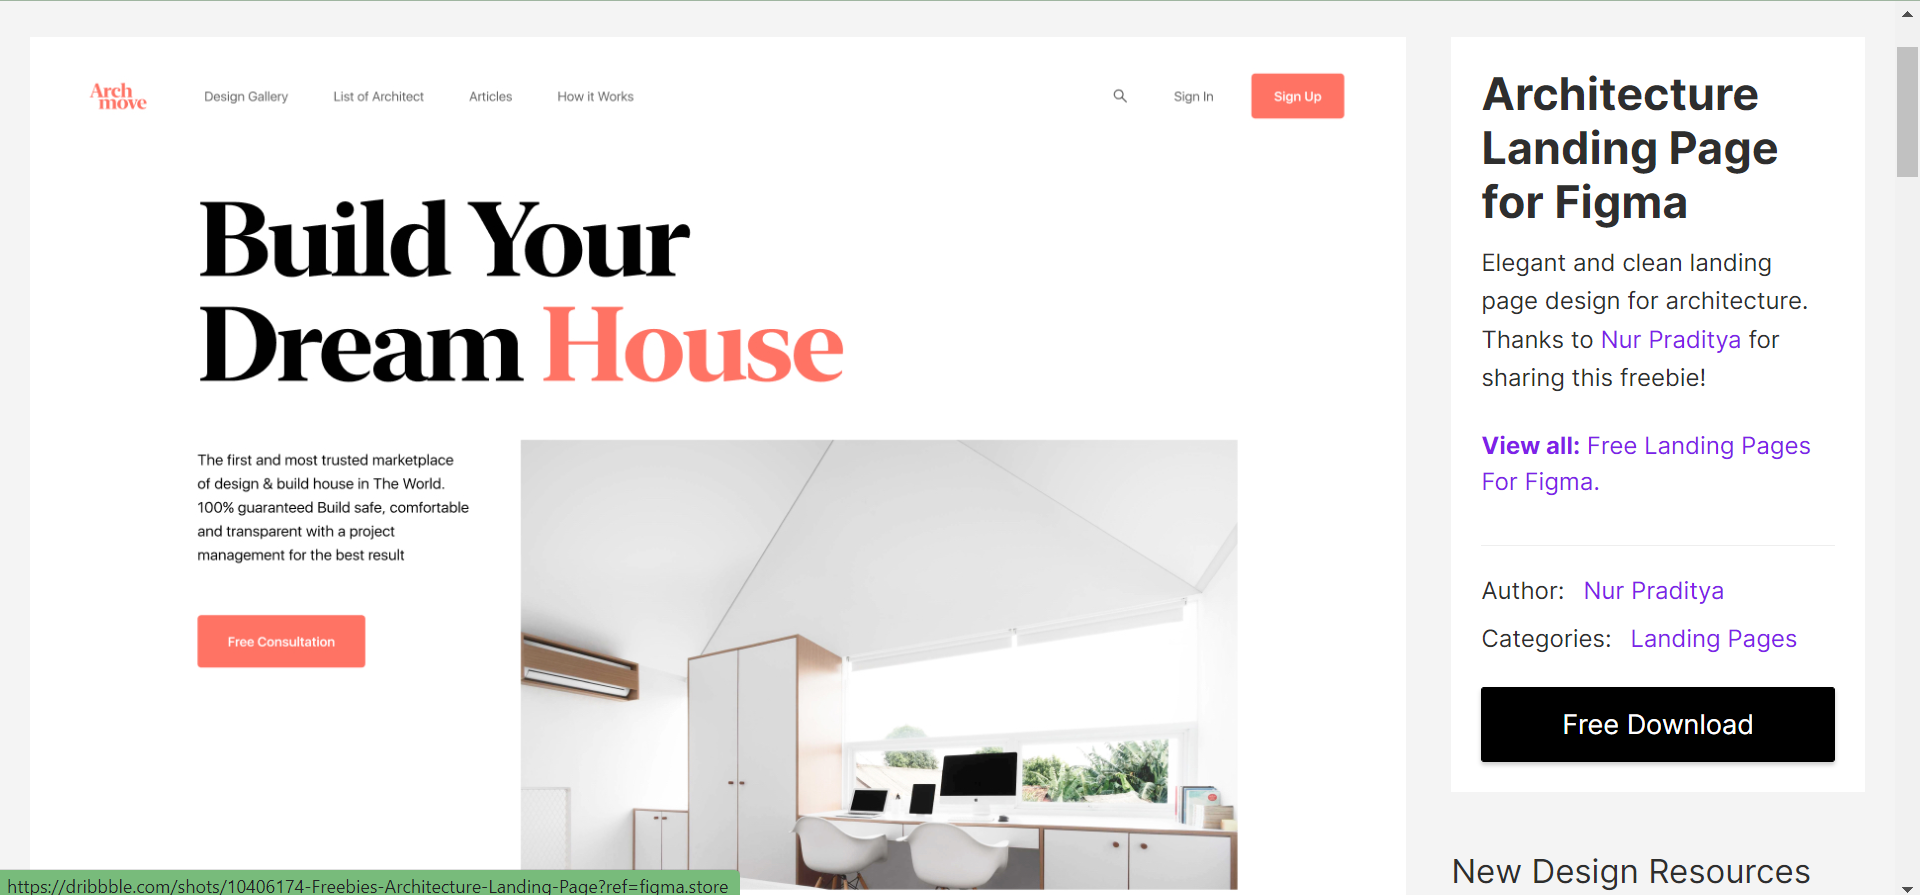 Arch
move
Design Gallery
List of Architect
Articles
How it Works
Sign In
Sign Up
Build Your
Dream House
The first and most trusted marketplace
of design & build house in The World.
100% guaranteed Build safe, comfortable
and transparent with a project
management for the best result
Free Consultation
Architecture
Landing Page
for Figma
Elegant and clean landing
page design for architecture.
Thanks to Nur Praditya for
sharing this freebie!
View all: Free Landing Pages
For Figma.
Author: Nur Praditya
Categories: Landing Pages
Free Download
New Design Resources
https://dribbble.com/shots/10406174-Freebies-Architecture-Landing-Page?ref=figma.store